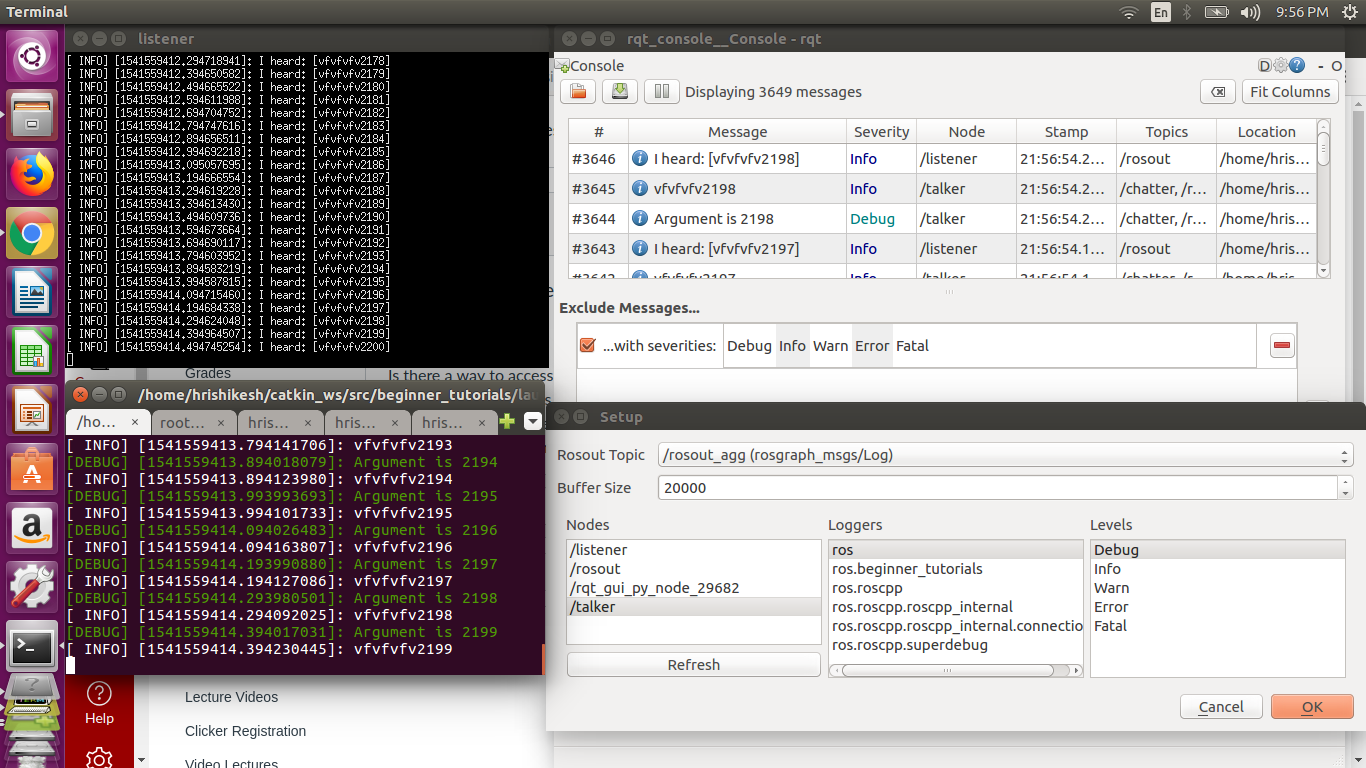 Terminal
En
9:56 PM
listener
[ INFO] [1541559412.294718941]: I heard: [vfvfvfv2178]
[ INFO] [1541559412.394650582]: I heard: [vfvfvfv2179]
[ INFO] [1541559412.494665522]: I heard: [vfvfvfv2180]
[ INFO] [1541559412.594611988]: I heard: [vfvfvfv2181]
[ INFO] [1541559412.694704752]: I heard: [vfvfvfv2182]
[ INFO] [1541559412.794747616]: I heard: [vfvfvfv2183]
[ INFO] [1541559412.894656511]: I heard: [vfvfvfv2184]
[ INFO] [1541559412.994692218]: I heard: [vfvfvfv2185]
[ INFO] [1541559413.095057695]: I heard: [vfvfvfv2186]
[ INFO] [1541559413.194666554]: I heard: [vfvfvfv2187]
[ INFO] [1541559413.294619228]: I heard: [vfvfvfv2188]
[ INFO] [1541559413.394613430]: I heard: [vfvfvfv2189]
[ INFO] [1541559413.494609736]: I heard: [vfvfvfv2190]
[ INFO] [1541559413.594673664]: I heard: [vfvfvfv2191]
[ INFO] [1541559413.694690117]: I heard: [vfvfvfv2192]
[ INFO] [1541559413.794603952]: I heard: [vfvfvfv2193]
[ INFO] [1541559413.894583219]: I heard: [vfvfvfv2194]
[ INFO] [1541559413.994587815]: I heard: [vfvfvfv2195]
[ INFO] [1541559414.094715460]: I heard: [vfvfvfv2196]
[ INFO] [1541559414.194684338]: I heard: [vfvfvfv2197]
[ INFO] [1541559414.294624048]: I heard: [vfvfvfv2198]
[ INFO] [1541559414.394964507]: I heard: [vfvfvfv2199]
[ INFO] [1541559414.494745254]: I heard: [vfvfvfv2200]
Grades
Is there a way to access
/home/hrishikesh/catkin_ws/src/beginner_tutorials/lau
/ho... × root... × hris... × hris... × hris... ×
[ INFO] [1541559413.794141706]: vfvfvfv2193
[DEBUG] [1541559413.894018079]: Argument is 2194
[ INFO] [1541559413.894123980]: vfvfvfv2194
[DEBUG] [1541559413.993993693]: Argument is 2195
[ INFO] [1541559413.994101733]: vfvfvfv2195
[DEBUG] [1541559414.094026483]: Argument is 2196
[ INFO] [1541559414.094163807]: vfvfvfv2196
[DEBUG] [1541559414.193990880]: Argument is 2197
[ INFO] [1541559414.194127086]: vfvfvfv2197
[DEBUG] [1541559414.293980501]: Argument is 2198
[ INFO] [1541559414.294092025]: vfvfvfv2198
[DEBUG] [1541559414.394017031]: Argument is 2199
[ INFO] [1541559414.394230445]: vfvfvfv2199
Help
Lecture Videos
Clicker Registration
Video Lectures
rqt_console__Console - rqt
Console
D
- O
Displaying 3649 messages
Fit Columns
# Message Severity Node Stamp Topics Location
#3646 I heard: [vfvfvfv2198] Info /listener 21:56:54.2... /rosout /home/hris...
#3645 vfvfvfv2198 Info /talker 21:56:54.2... /chatter, /r... /home/hris...
#3644 Argument is 2198 Debug /talker 21:56:54.2... /chatter, /r... /home/hris...
#3643 I heard: [vfvfvfv2197] Info /listener 21:56:54.1... /rosout /home/hris...
#3642 vfvfvfv2197 Info /talker 21:56:54.1... /chatter, /r... /home/hris...
Exclude Messages...
...with severities: Debug Info Warn Error Fatal
Setup
Rosout Topic /rosout_agg (rosgraph_msgs/Log)
Buffer Size 20000
Nodes
/listener
/rosout
/rqt_gui_py_node_29682
/talker
Refresh
Loggers
ros
ros.beginner_tutorials
ros.roscpp
ros.roscpp.roscpp_internal
ros.roscpp.roscpp_internal.connectio
ros.roscpp.superdebug
Levels
Debug
Info
Warn
Error
Fatal
Cancel
OK